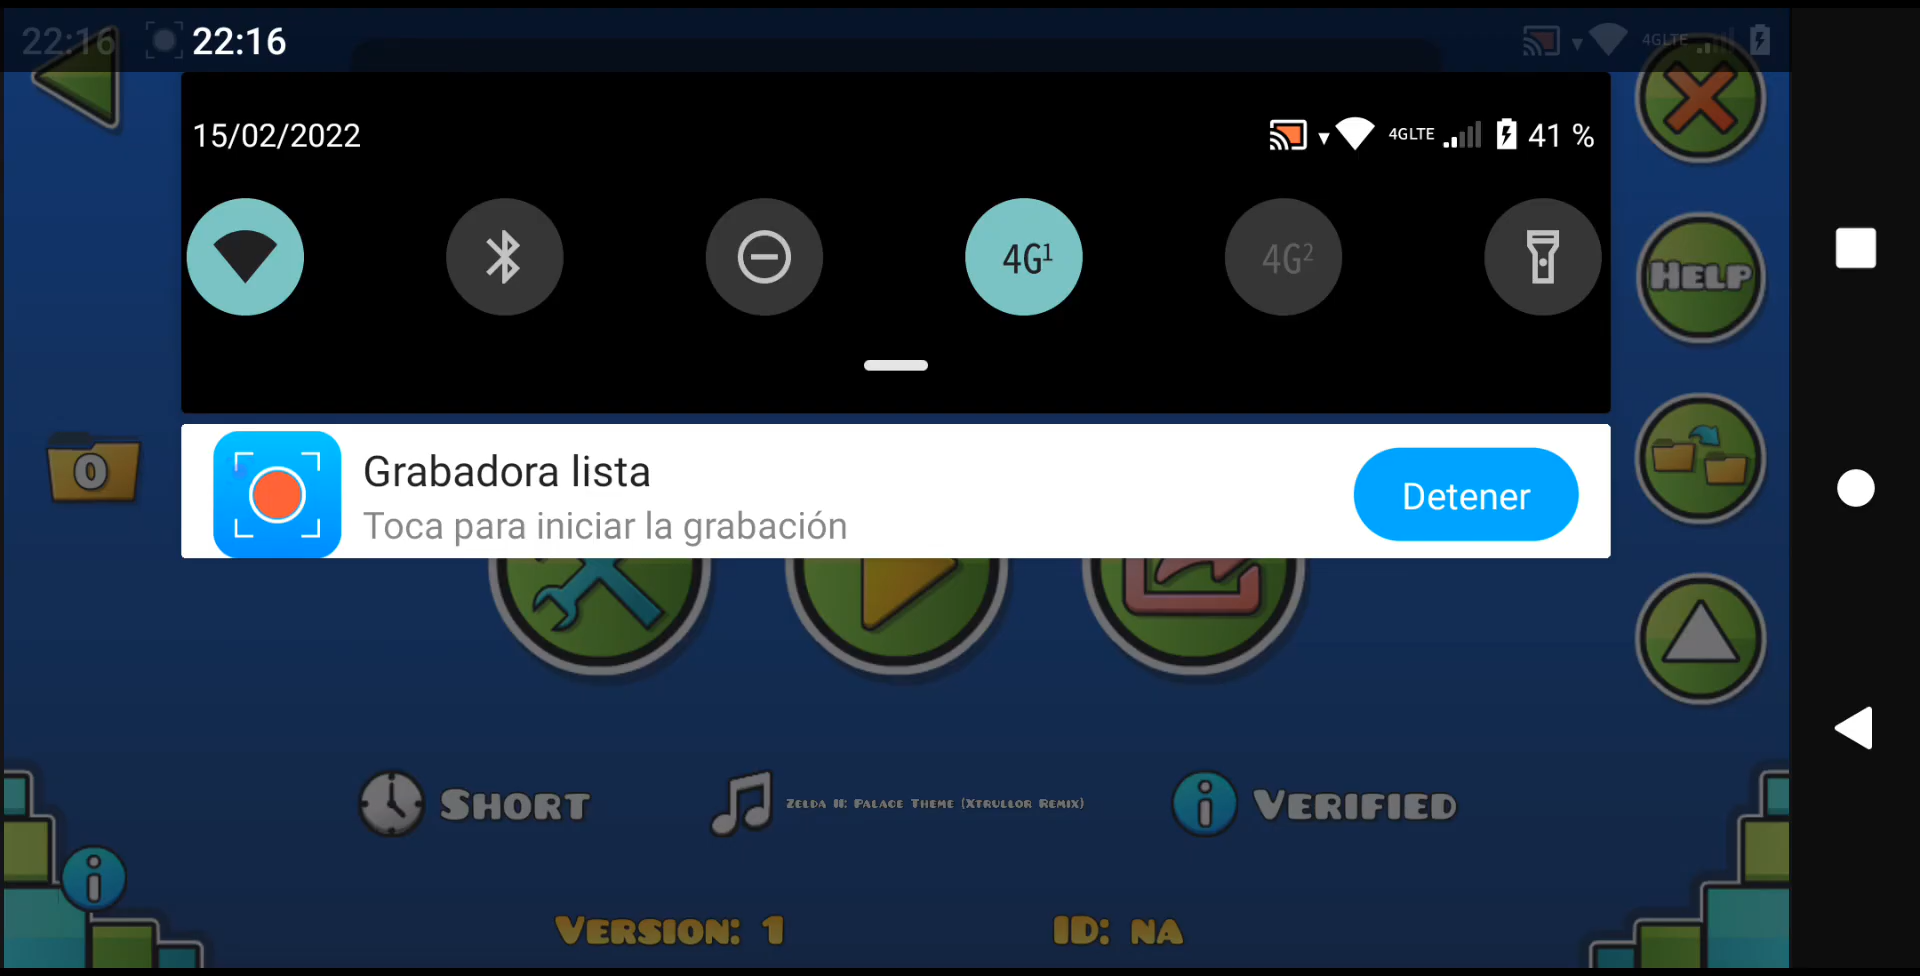 22:16 22:16
4GLTE
15/02/2022
4GLTE 41 %
4G1 4G2
HELP
0
Grabadora lista
Toca para iniciar la grabación
Detener
SHORT
ZELDA II: PALACE THEME (XTRULLOR REMIX)
VERIFIED
VERSION: 1
ID: NA